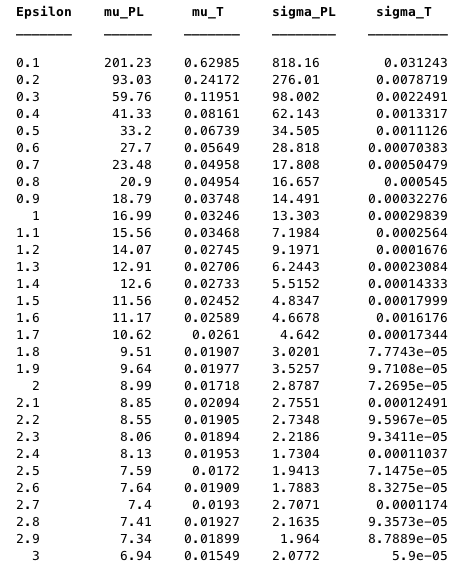 Epsilon mu_PL mu_T sigma_PL sigma_T
0.1 201.23 0.62985 818.16 0.031243
0.2 93.03 0.24172 276.01 0.0078719
0.3 59.76 0.11951 98.002 0.0022491
0.4 41.33 0.08161 62.143 0.0013317
0.5 33.2 0.06739 34.505 0.0011126
0.6 27.7 0.05649 28.818 0.00070383
0.7 23.48 0.04958 17.808 0.00050479
0.8 20.9 0.04954 16.657 0.000545
0.9 18.79 0.03748 14.491 0.00032276
1 16.99 0.03246 13.303 0.00029839
1.1 15.56 0.03468 7.1984 0.0002564
1.2 14.07 0.02745 9.1971 0.0001676
1.3 12.91 0.02706 6.2443 0.00023084
1.4 12.6 0.02733 5.5152 0.00014333
1.5 11.56 0.02452 4.8347 0.00017999
1.6 11.17 0.02589 4.6678 0.0016176
1.7 10.62 0.0261 4.642 0.00017344
1.8 9.51 0.01907 3.0201 7.7743e-05
1.9 9.64 0.01977 3.5257 9.7108e-05
2 8.99 0.01718 2.8787 7.2695e-05
2.1 8.85 0.02094 2.7551 0.00012491
2.2 8.55 0.01905 2.7348 9.5967e-05
2.3 8.06 0.01894 2.2186 9.3411e-05
2.4 8.13 0.01953 1.7304 0.00011037
2.5 7.59 0.0172 1.9413 7.1475e-05
2.6 7.64 0.01909 1.7883 8.3275e-05
2.7 7.4 0.0193 2.7071 0.0001174
2.8 7.41 0.01927 2.1635 9.3573e-05
2.9 7.34 0.01899 1.964 8.7889e-05
3 6.94 0.01549 2.0772 5.9e-05